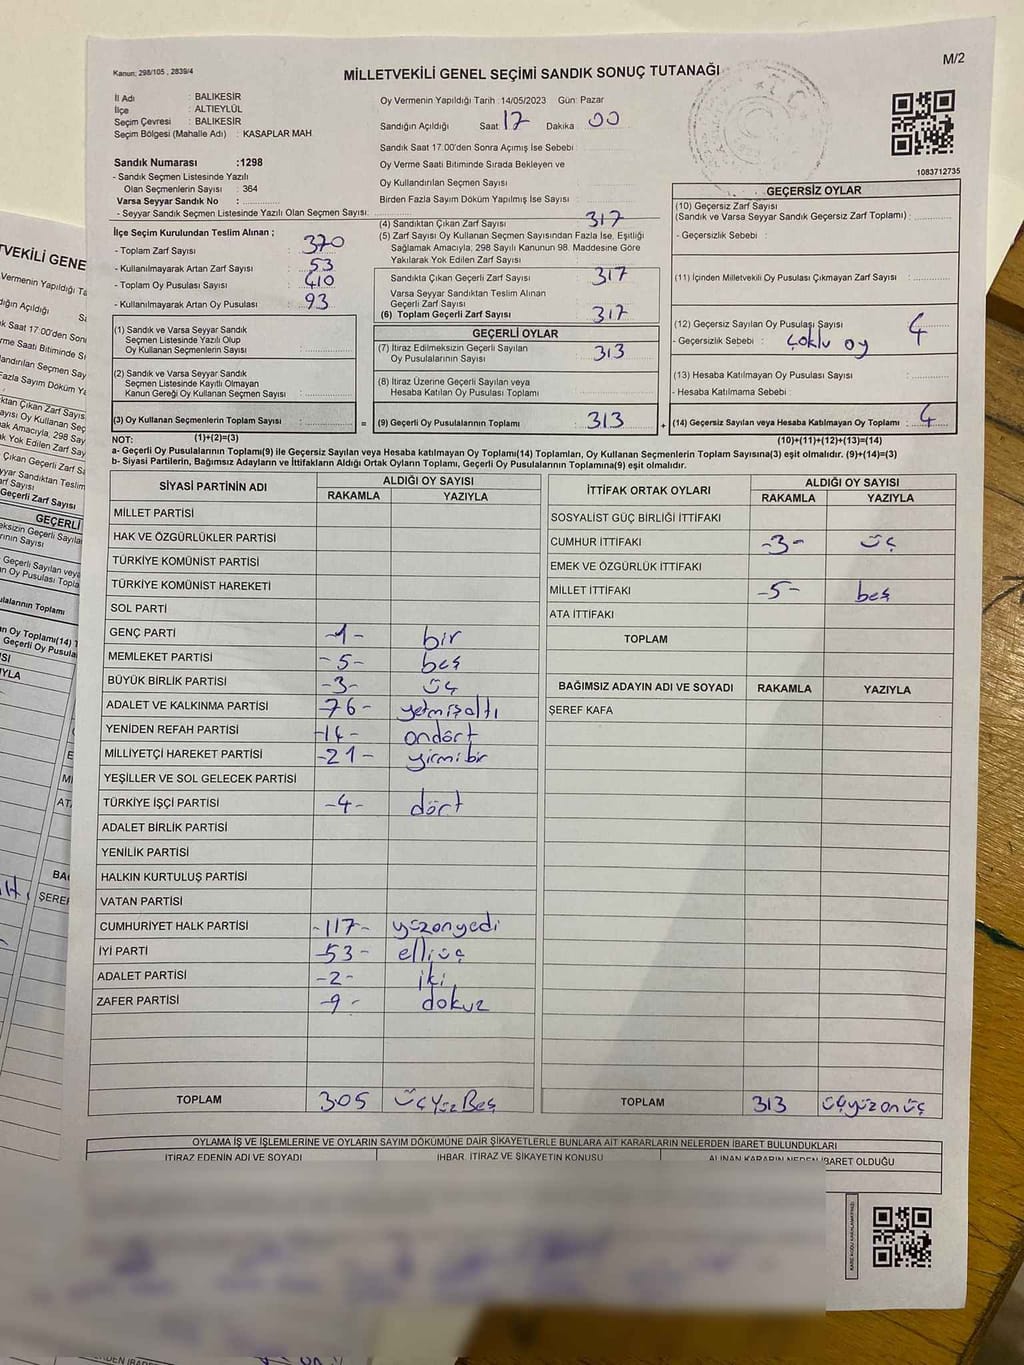 Kanun; 298/105 , 2839/4
MİLLETVEKİLİ GENEL SEÇİMİ SANDIK SONUÇ TUTANAĞI
M/2
İl Adı : BALIKESİR
İlçe : ALTIEYLÜL
Seçim Çevresi : BALIKESİR
Seçim Bölgesi (Mahalle Adı) : KASAPLAR MAH
Sandık Numarası :1298
- Sandık Seçmen Listesinde Yazılı
Olan Seçmenlerin Sayısı : 364
Varsa Seyyar Sandık No :
- Seyyar Sandık Seçmen Listesinde Yazılı Olan Seçmen Sayısı:
Oy Vermenin Yapıldığı Tarih :14/05/2023 Gün: Pazar
Sandığın Açıldığı Saat 17 Dakika 00
Sandık Saat 17.00'den Sonra Açımış İse Sebebi :
Oy Verme Saati Bitiminde Sırada Bekleyen ve
Oy Kullandırılan Seçmen Sayısı :
Birden Fazla Sayım Döküm Yapılmış İse Sayısı :
1083712735
İlçe Seçim Kurulundan Teslim Alınan ;
- Toplam Zarf Sayısı : 370
- Kullanılmayarak Artan Zarf Sayısı : 53
- Toplam Oy Pusulası Sayısı : 410
- Kullanılmayarak Artan Oy Pusulası : 93
(4) Sandıktan Çıkan Zarf Sayısı : 317
(5) Zarf Sayısı Oy Kullanan Seçmen Sayısından Fazla İse, Eşitliği
Sağlamak Amacıyla; 298 Sayılı Kanunun 98. Maddesine Göre
Yakılarak Yok Edilen Zarf Sayısı :
Sandıkta Çıkan Geçerli Zarf Sayısı : 317
Varsa Seyyar Sandıktan Teslim Alınan
Geçerli Zarf Sayısı :
(6) Toplam Geçerli Zarf Sayısı : 317
GEÇERSİZ OYLAR
(10) Geçersiz Zarf Sayısı
(Sandık ve Varsa Seyyar Sandık Geçersiz Zarf Toplamı) :
- Geçersizlik Sebebi :
(11) İçinden Milletvekili Oy Pusulası Çıkmayan Zarf Sayısı :
(12) Geçersiz Sayılan Oy Pusulası Sayısı : 4
- Geçersizlik Sebebi : Çoklu oy
(13) Hesaba Katılmayan Oy Pusulası Sayısı :
- Hesaba Katılmama Sebebi :
(14) Geçersiz Sayılan veya Hesaba Katılmayan Oy Toplamı : 4
(1) Sandık ve Varsa Seyyar Sandık
Seçmen Listesinde Yazılı Olup
Oy Kullanan Seçmenlerin Sayısı :
(2) Sandık ve Varsa Seyyar Sandık
Seçmen Listesinde Kayıtlı Olmayan
Kanun Gereği Oy Kullanan Seçmen Sayısı :
(3) Oy Kullanan Seçmenlerin Toplam Sayısı : =
GEÇERLİ OYLAR
(7) İtiraz Edilmeksizin Geçerli Sayılan
Oy Pusulalarının Sayısı : 313
(8) İtiraz Üzerine Geçerli Sayılan veya
Hesaba Katılan Oy Pusulası Toplamı :
(9) Geçerli Oy Pusulalarının Toplamı : 313 +
NOT: (1)+(2)=(3)
(10)+(11)+(12)+(13)=(14)
a- Geçerli Oy Pusulalarının Toplamı(9) ile Geçersiz Sayılan veya Hesaba katılmayan Oy Toplamı(14) Toplamları, Oy Kullanan Seçmenlerin Toplam Sayısına(3) eşit olmalıdır. (9)+(14)=(3)
b- Siyasi Partilerin, Bağımsız Adayların ve İttifakların Aldığı Ortak Oyların Toplamı, Geçerli Oy Pusulalarının Toplamına(9) eşit olmalıdır.
SİYASİ PARTİNİN ADI ALDIĞI OY SAYISI
RAKAMLA YAZIYLA
MİLLET PARTİSİ
HAK VE ÖZGÜRLÜKLER PARTİSİ
TÜRKİYE KOMÜNİST PARTİSİ
TÜRKİYE KOMÜNİST HAREKETİ
SOL PARTİ
GENÇ PARTİ -1- bir
MEMLEKET PARTİSİ -5- beş
BÜYÜK BİRLİK PARTİSİ -3- üç
ADALET VE KALKINMA PARTİSİ -76- yetmişaltı
YENİDEN REFAH PARTİSİ -14- ondört
MİLLİYETÇİ HAREKET PARTİSİ -21- yirmibir
YEŞİLLER VE SOL GELECEK PARTİSİ
TÜRKİYE İŞÇİ PARTİSİ -4- dört
ADALET BİRLİK PARTİSİ
YENİLİK PARTİSİ
HALKIN KURTULUŞ PARTİSİ
VATAN PARTİSİ
CUMHURİYET HALK PARTİSİ -117- yüzonyedi
İYİ PARTİ -53- elliüç
ADALET PARTİSİ -2- iki
ZAFER PARTİSİ -9- dokuz
TOPLAM 305 üçyüzBeş
İTTİFAK ORTAK OYLARI ALDIĞI OY SAYISI
RAKAMLA YAZIYLA
SOSYALİST GÜÇ BİRLİĞİ İTTİFAKI
CUMHUR İTTİFAKI -3- üç
EMEK VE ÖZGÜRLÜK İTTİFAKI
MİLLET İTTİFAKI -5- beş
ATA İTTİFAKI
TOPLAM
BAĞIMSIZ ADAYIN ADI VE SOYADI RAKAMLA YAZIYLA
ŞEREF KAFA
TOPLAM 313 üçyüzonüç
OYLAMA İŞ VE İŞLEMLERİNE VE OYLARIN SAYIM DÖKÜMÜNE DAİR ŞİKAYETLERLE BUNLARA AİT KARARLARIN NELERDEN İBARET BULUNDUKLARI
İTİRAZ EDENİN ADI VE SOYADI İHBAR, İTİRAZ VE ŞİKAYETİN KONUSU ALINAN KARARIN NEDEN İBARET OLDUĞU